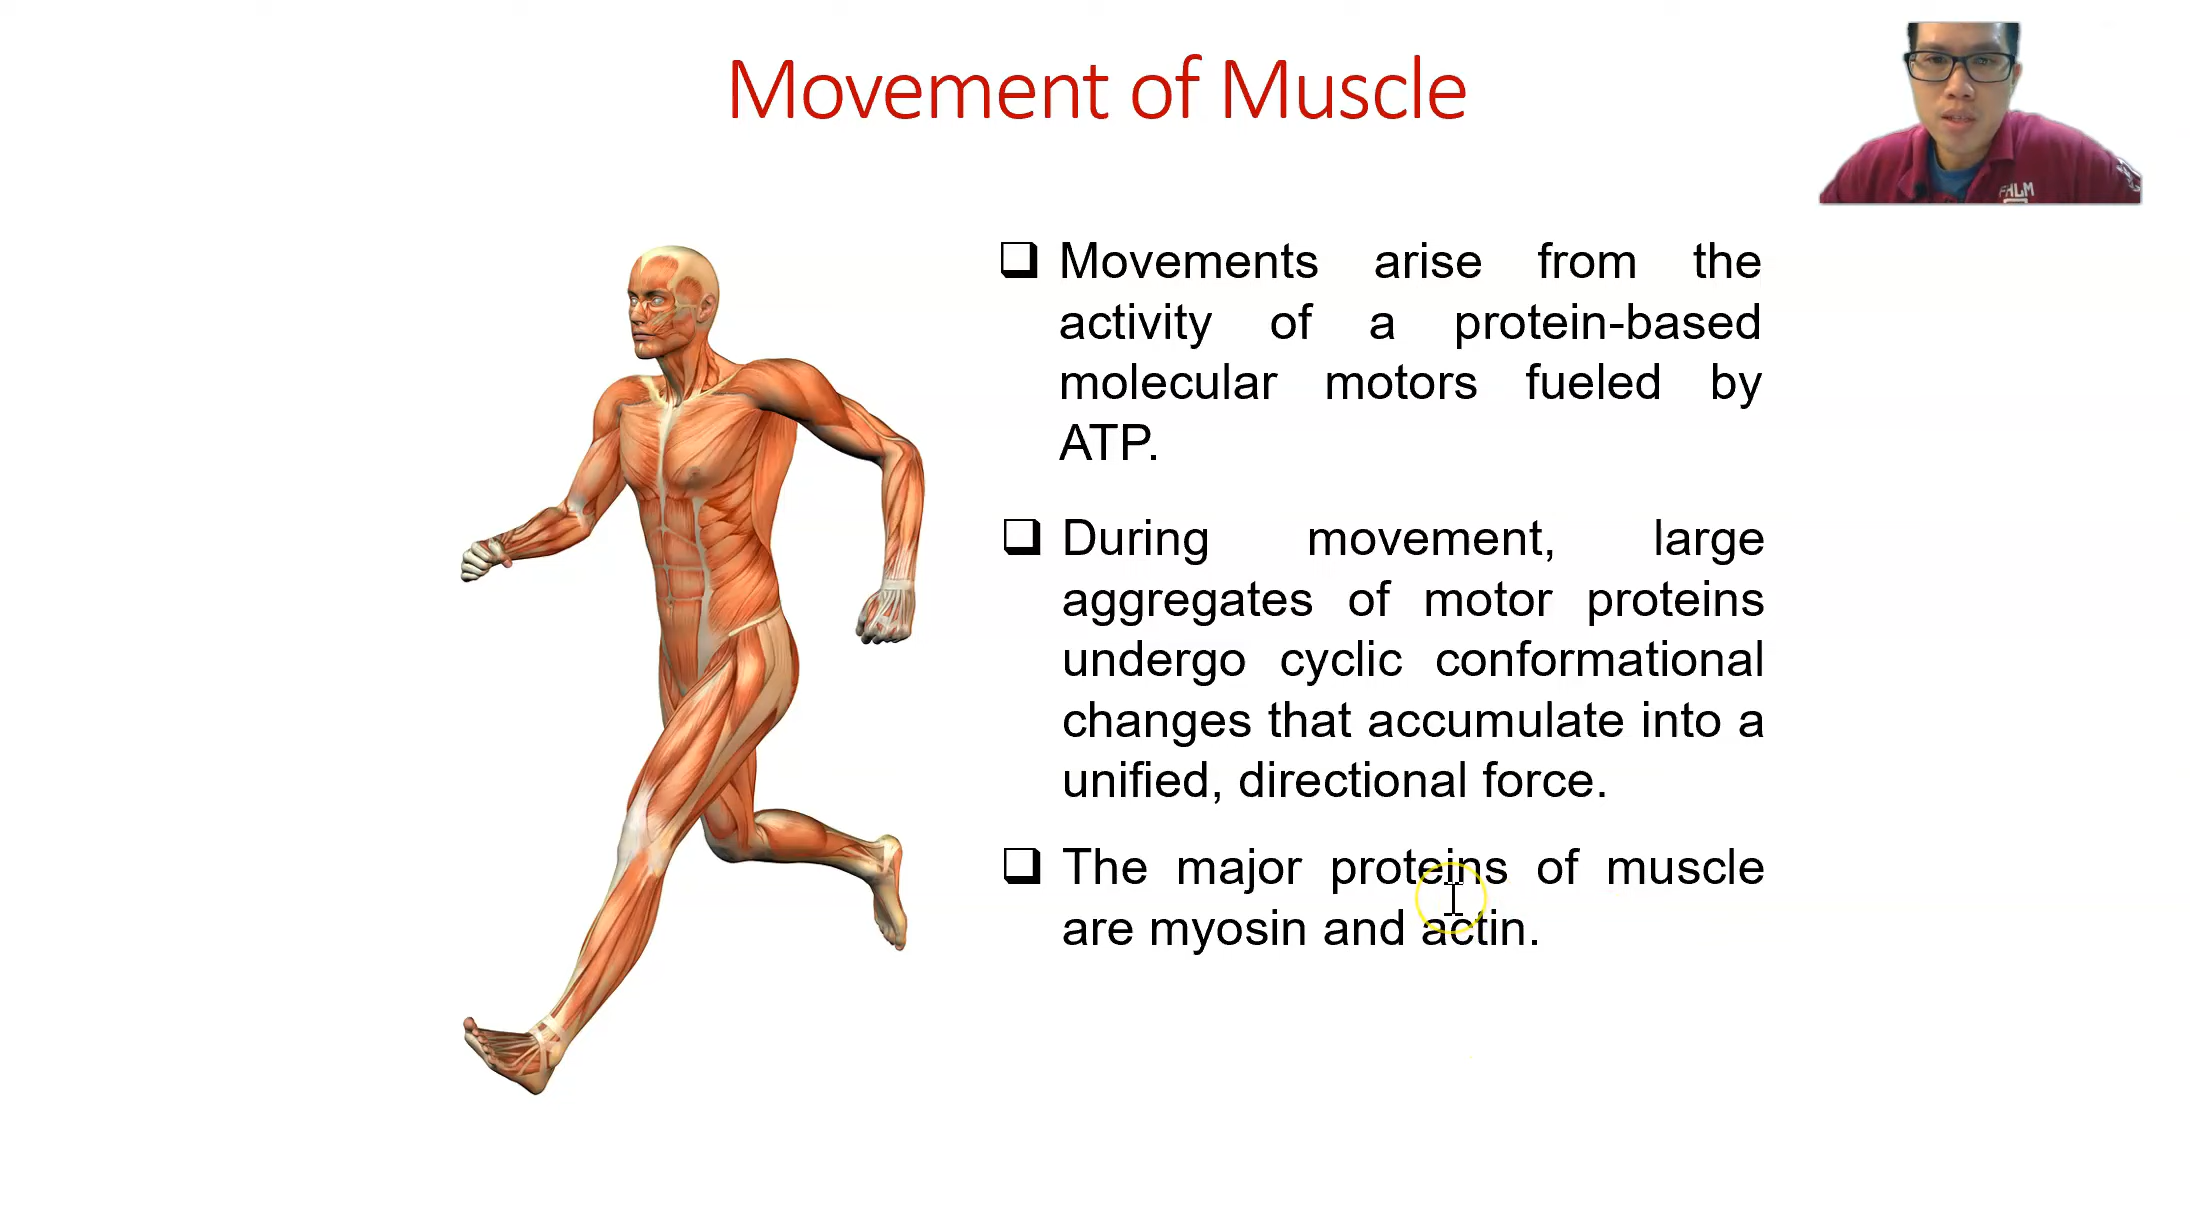 Movement of Muscle
FHLM
Movements arise from the
activity of a protein-based
molecular motors fueled by
ATP.
During movement, large
aggregates of motor proteins
undergo cyclic conformational
changes that accumulate into a
unified, directional force.
The major proteins of muscle
are myosin and actin.